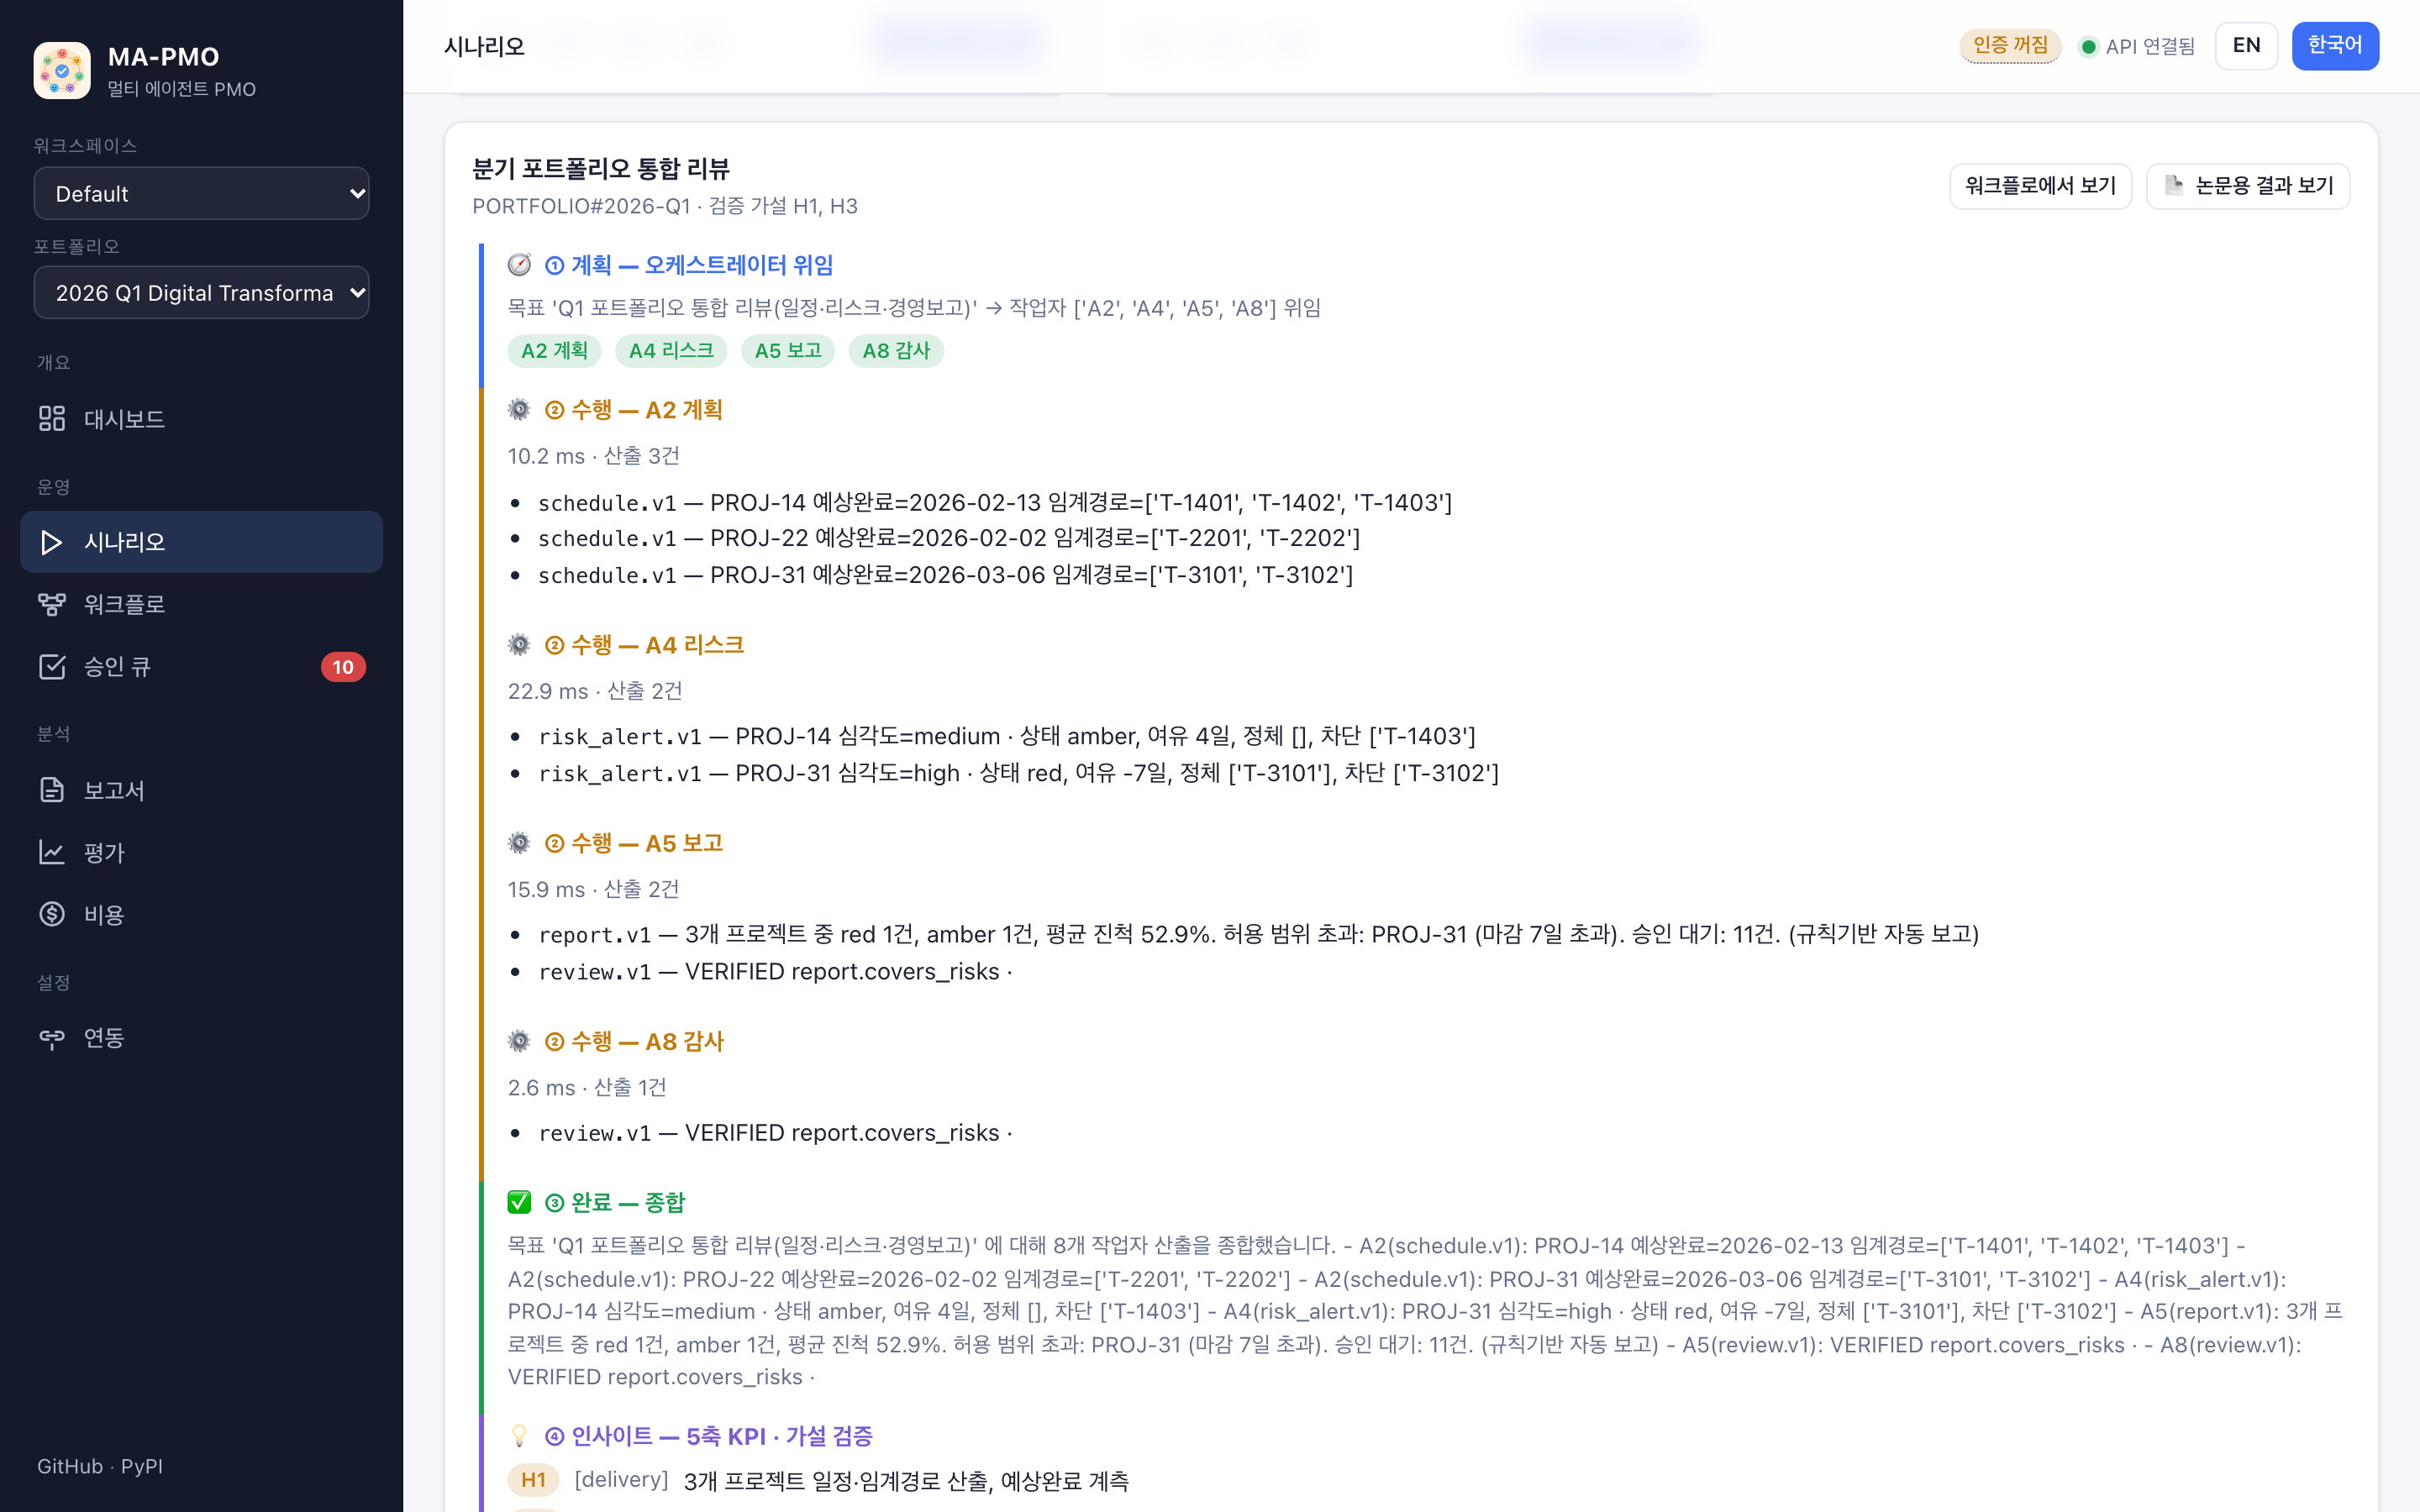 MA-PMO
멀티 에이전트 PMO
워크스페이스
Default
포트폴리오
2026 Q1 Digital Transforma
개요
대시보드
운영
시나리오
워크플로
승인 큐
10
분석
보고서
평가
비용
설정
연동
GitHub · PyPI
시나리오
인증 꺼짐
API 연결됨
EN
한국어
분기 포트폴리오 통합 리뷰
PORTFOLIO#2026-Q1 · 검증 가설 H1, H3
워크플로에서 보기
논문용 결과 보기
① 계획 — 오케스트레이터 위임
목표 'Q1 포트폴리오 통합 리뷰(일정·리스크·경영보고)' → 작업자 ['A2', 'A4', 'A5', 'A8'] 위임
A2 계획
A4 리스크
A5 보고
A8 감사
② 수행 — A2 계획
10.2 ms · 산출 3건
• schedule.v1 — PROJ-14 예상완료=2026-02-13 임계경로=['T-1401', 'T-1402', 'T-1403']
• schedule.v1 — PROJ-22 예상완료=2026-02-02 임계경로=['T-2201', 'T-2202']
• schedule.v1 — PROJ-31 예상완료=2026-03-06 임계경로=['T-3101', 'T-3102']
② 수행 — A4 리스크
22.9 ms · 산출 2건
• risk_alert.v1 — PROJ-14 심각도=medium · 상태 amber, 여유 4일, 정체 [], 차단 ['T-1403']
• risk_alert.v1 — PROJ-31 심각도=high · 상태 red, 여유 -7일, 정체 ['T-3101'], 차단 ['T-3102']
② 수행 — A5 보고
15.9 ms · 산출 2건
• report.v1 — 3개 프로젝트 중 red 1건, amber 1건, 평균 진척 52.9%. 허용 범위 초과: PROJ-31 (마감 7일 초과). 승인 대기: 11건. (규칙기반 자동 보고)
• review.v1 — VERIFIED report.covers_risks ·
② 수행 — A8 감사
2.6 ms · 산출 1건
• review.v1 — VERIFIED report.covers_risks ·
③ 완료 — 종합
목표 'Q1 포트폴리오 통합 리뷰(일정·리스크·경영보고)' 에 대해 8개 작업자 산출을 종합했습니다. - A2(schedule.v1): PROJ-14 예상완료=2026-02-13 임계경로=['T-1401', 'T-1402', 'T-1403'] -
A2(schedule.v1): PROJ-22 예상완료=2026-02-02 임계경로=['T-2201', 'T-2202'] - A2(schedule.v1): PROJ-31 예상완료=2026-03-06 임계경로=['T-3101', 'T-3102'] - A4(risk_alert.v1):
PROJ-14 심각도=medium · 상태 amber, 여유 4일, 정체 [], 차단 ['T-1403'] - A4(risk_alert.v1): PROJ-31 심각도=high · 상태 red, 여유 -7일, 정체 ['T-3101'], 차단 ['T-3102'] - A5(report.v1): 3개 프
로젝트 중 red 1건, amber 1건, 평균 진척 52.9%. 허용 범위 초과: PROJ-31 (마감 7일 초과). 승인 대기: 11건. (규칙기반 자동 보고) - A5(review.v1): VERIFIED report.covers_risks · - A8(review.v1):
VERIFIED report.covers_risks ·
④ 인사이트 — 5축 KPI · 가설 검증
H1 [delivery] 3개 프로젝트 일정·임계경로 산출, 예상완료 계측